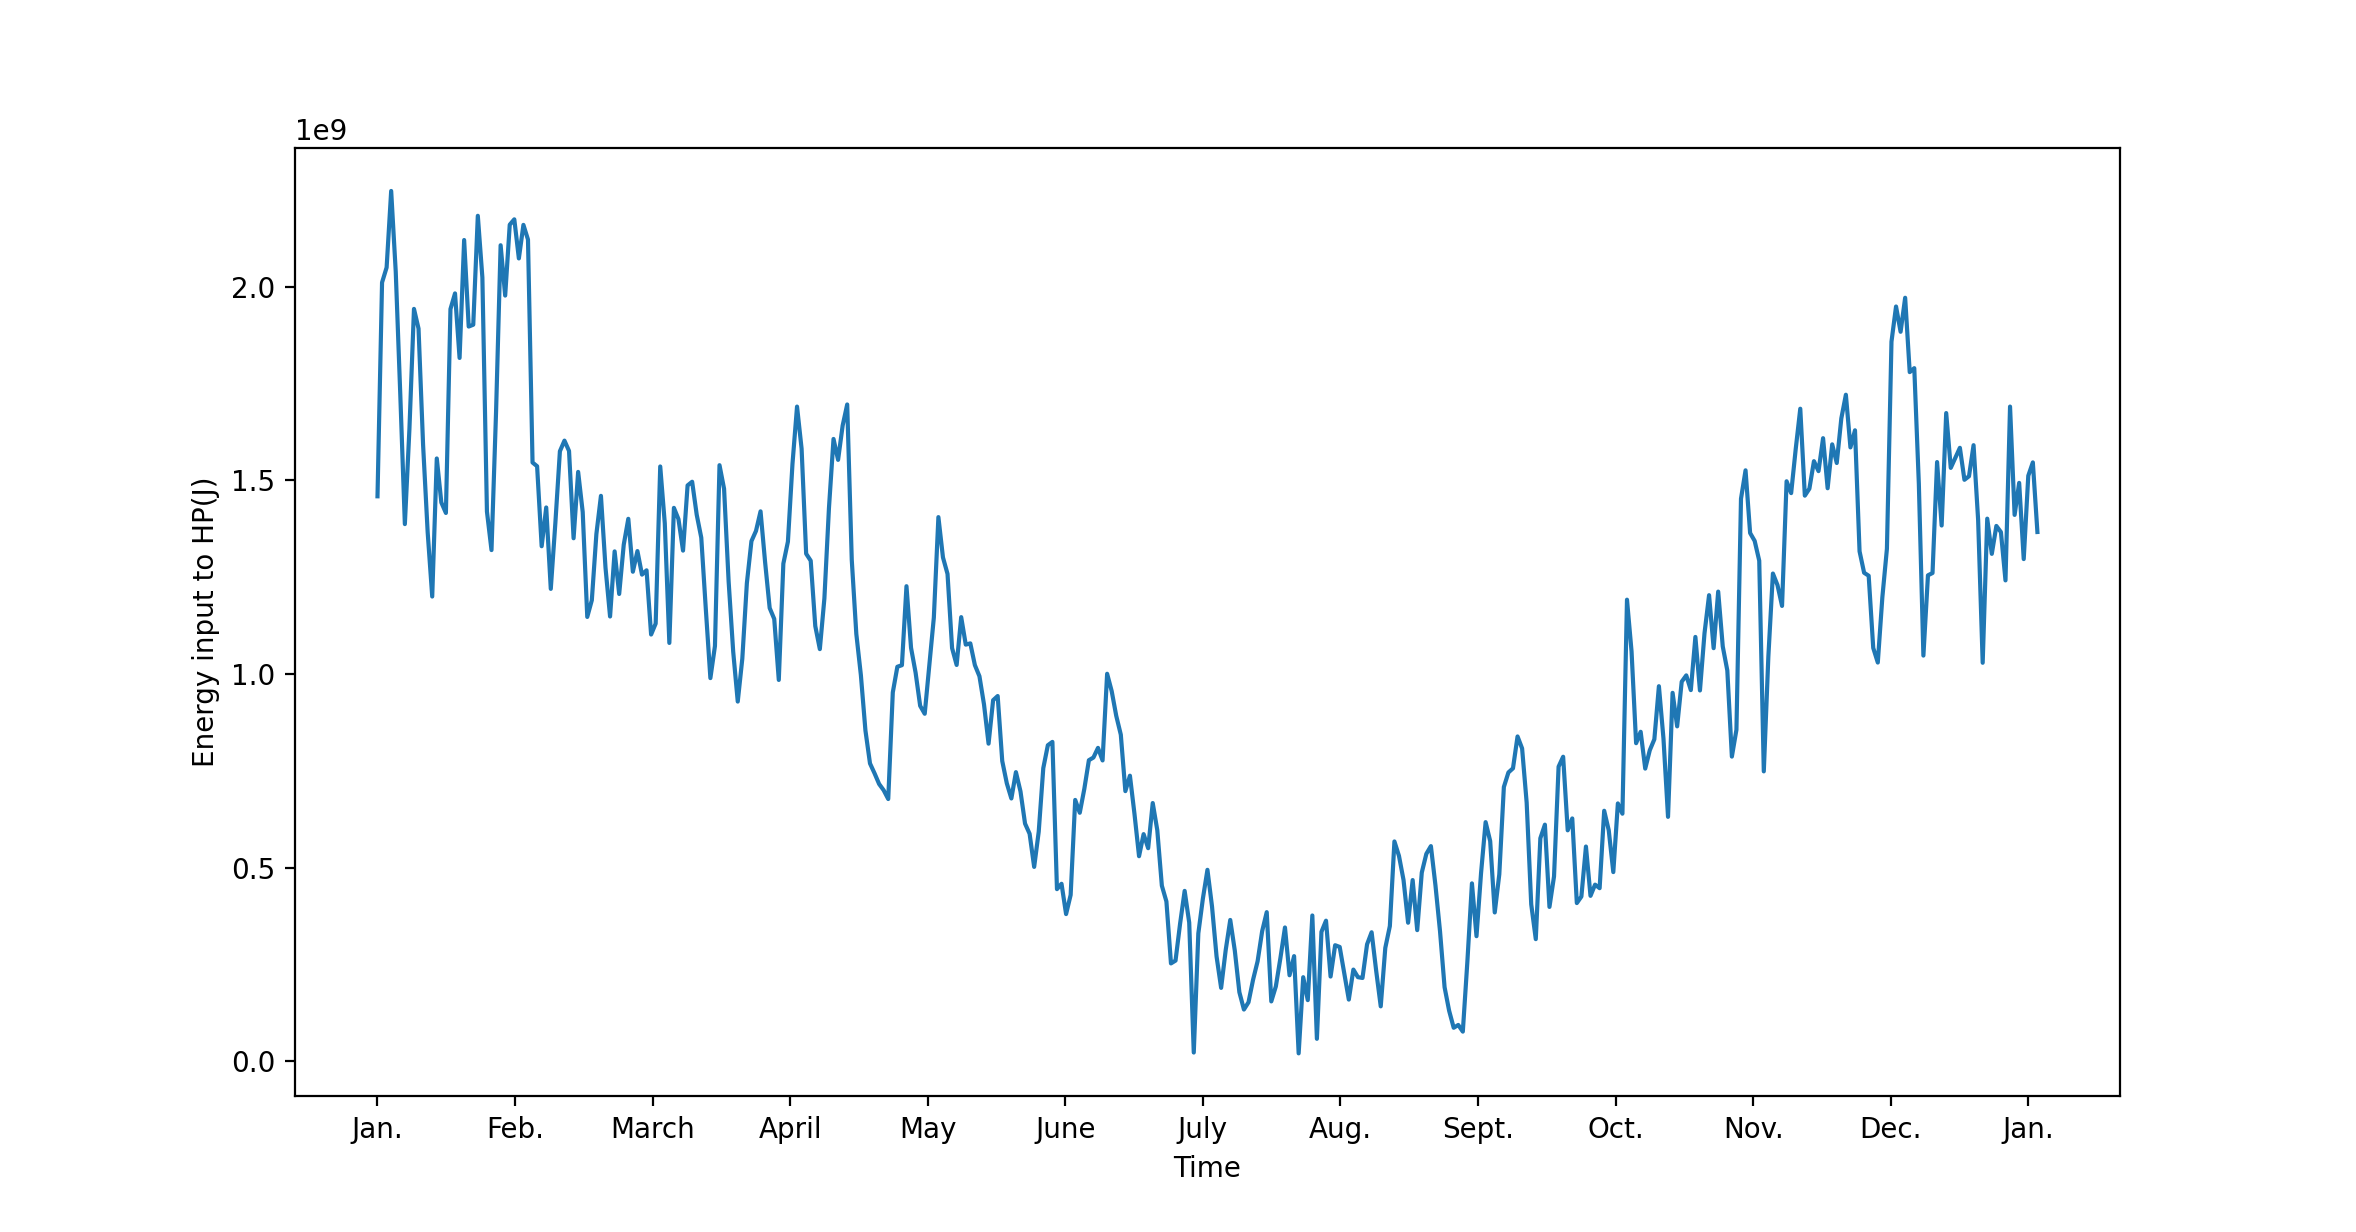 1e9
2.0
1.5
1.0
0.5
0.0
Energy input to HP(J)
Jan. Feb. March April May June July Aug. Sept. Oct. Nov. Dec. Jan.
Time